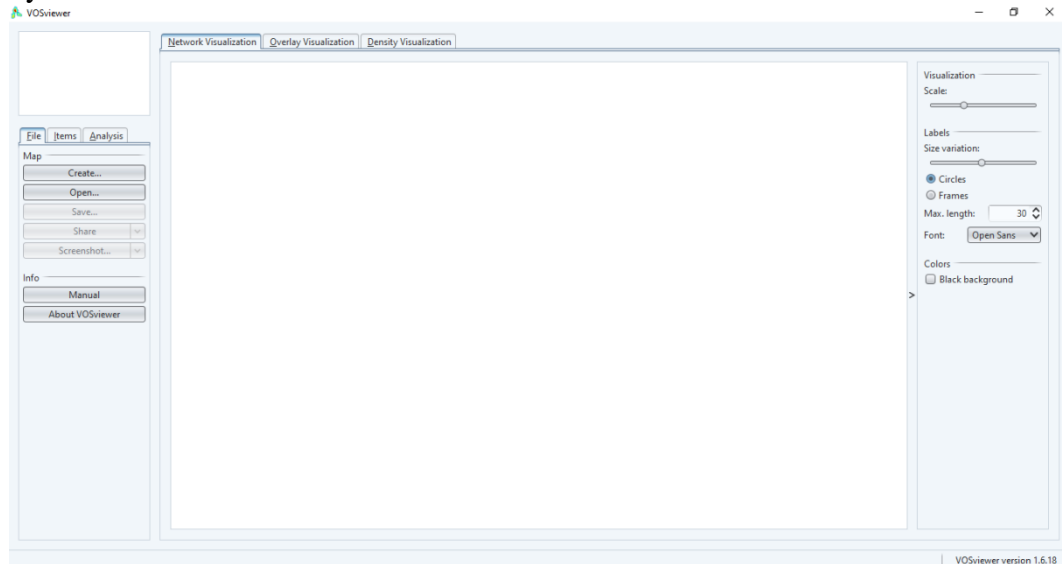 VOSviewer
Network Visualization Overlay Visualization Density Visualization
File Items Analysis
Map
Create...
Open...
Save...
Share
Screenshot...
Info
Manual
About VOSviewer
Visualization
Scale:
Labels
Size variation:
Circles
Frames
Max. length: 30
Font: Open Sans
Colors
Black background
>
VOSviewer version 1.6.18